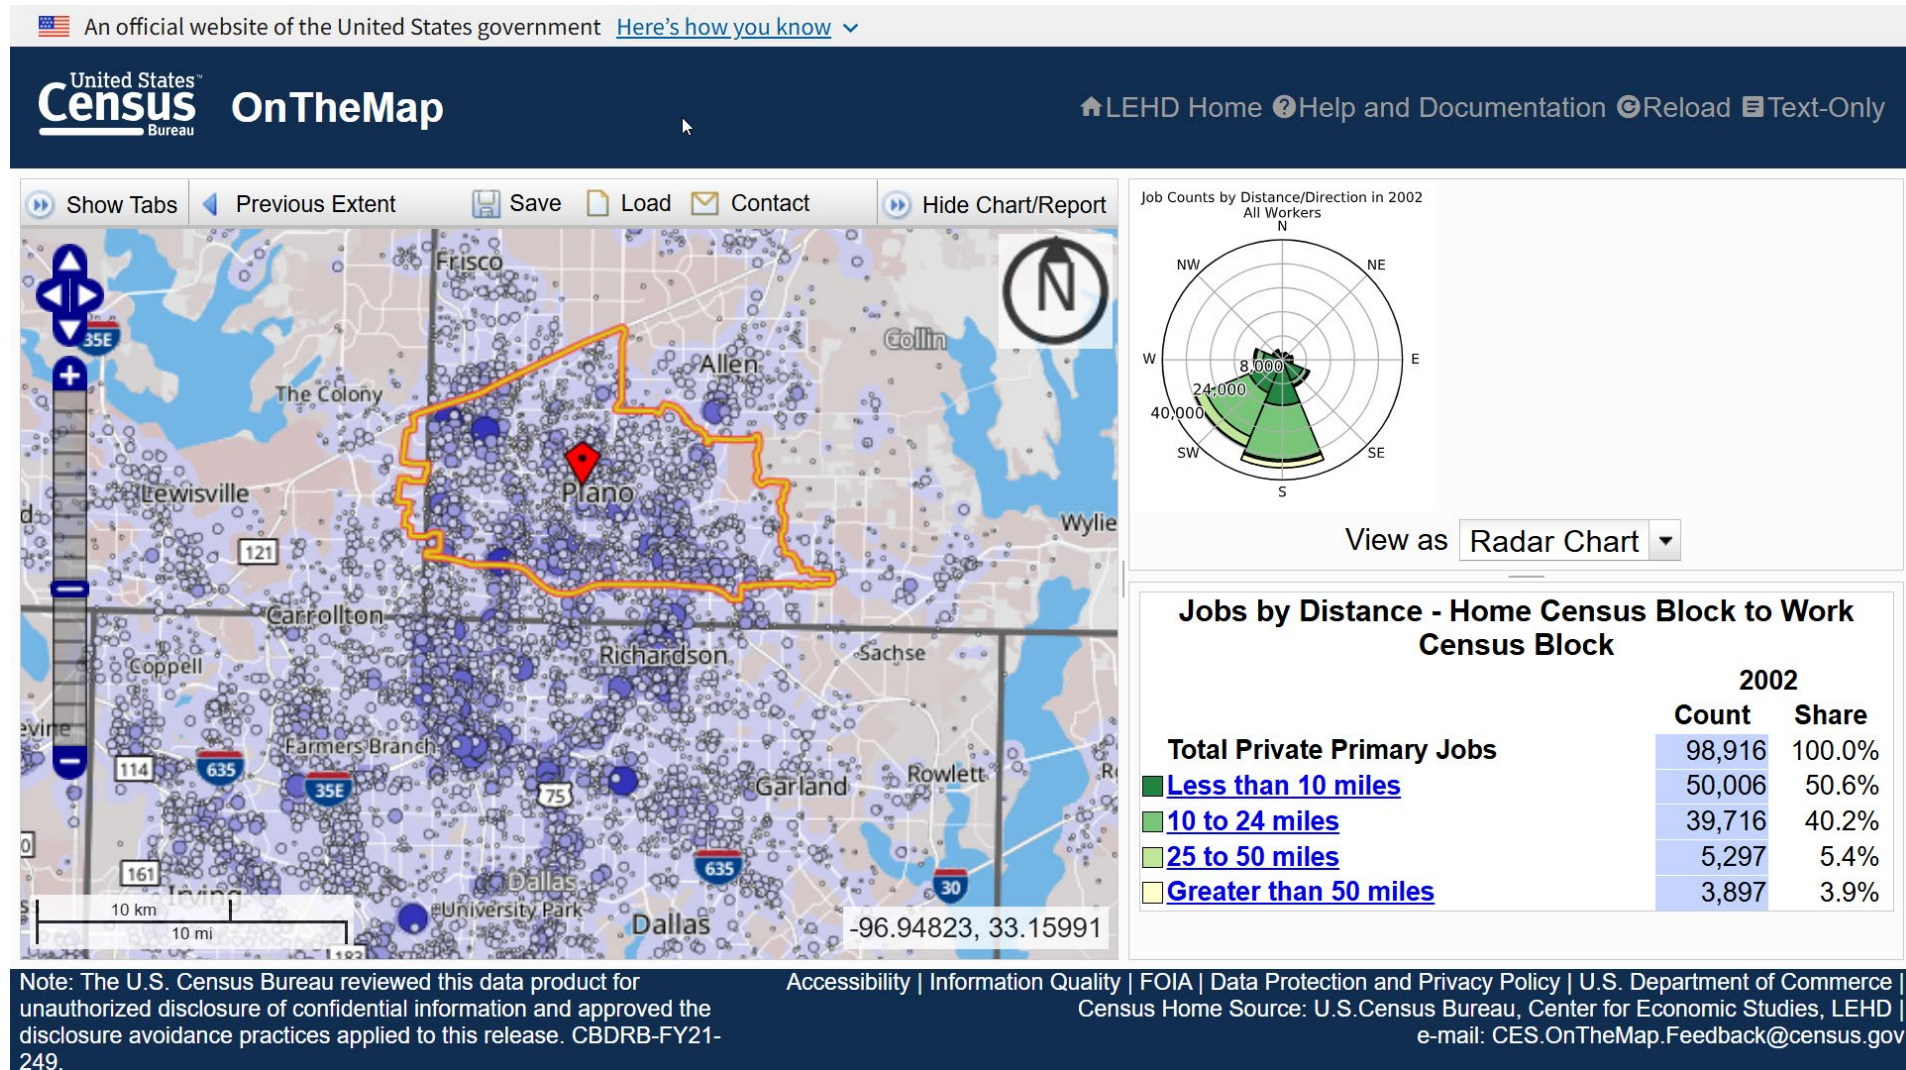 An official website of the United States government Here's how you know
United States™
Census
Bureau
OnTheMap
LEHD Home Help and Documentation Reload Text-Only
Show Tabs Previous Extent Save Load Contact Hide Chart/Report
Frisco
N
35E
Collin
Allen
The Colony
Lewisville
Plano
Wylie
121
Carrollton
Richardson
Sachse
Coppell
Farmers Branch
114
635
35E
75
Garland
Rowlett
161
Irving
Dallas
635
30
University Park
Dallas
10 km
10 mi
183
-96.94823, 33.15991
Job Counts by Distance/Direction in 2002
All Workers
N
NW NE
W E
8,000
24,000
40,000
SW SE
S
View as Radar Chart
Jobs by Distance - Home Census Block to Work
Census Block
2002
Count Share
Total Private Primary Jobs 98,916 100.0%
Less than 10 miles 50,006 50.6%
10 to 24 miles 39,716 40.2%
25 to 50 miles 5,297 5.4%
Greater than 50 miles 3,897 3.9%
Note: The U.S. Census Bureau reviewed this data product for
unauthorized disclosure of confidential information and approved the
disclosure avoidance practices applied to this release. CBDRB-FY21-
249.
Accessibility | Information Quality | FOIA | Data Protection and Privacy Policy | U.S. Department of Commerce |
Census Home Source: U.S.Census Bureau, Center for Economic Studies, LEHD |
e-mail: CES.OnTheMap.Feedback@census.gov